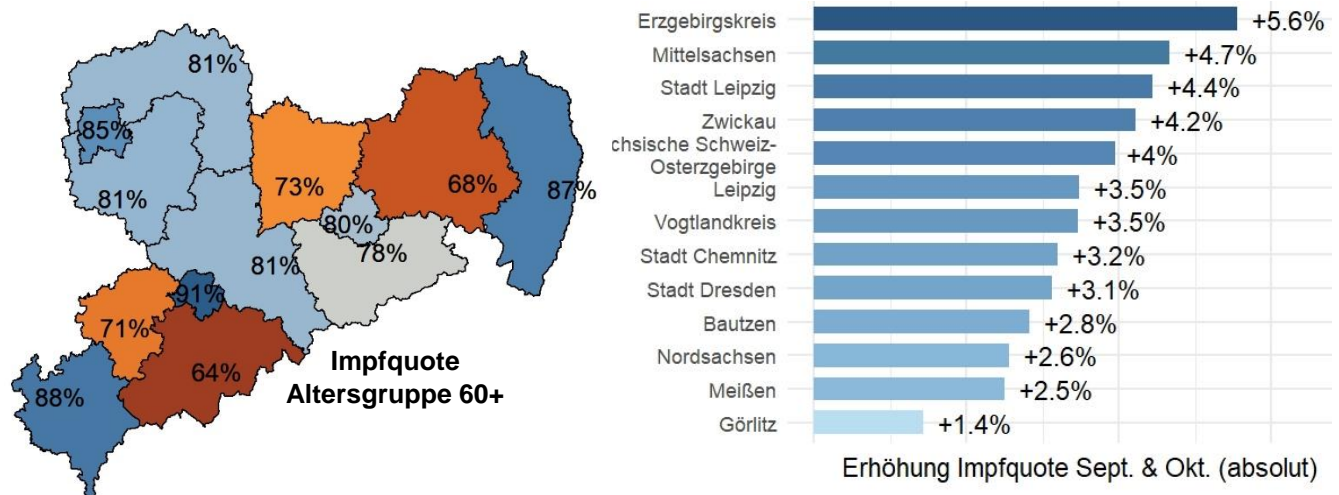 81%
85%
81%
73%
68%
87%
80%
78%
81%
91%
71%
64%
88%
Impfquote
Altersgruppe 60+
Erzgebirgskreis
+5.6%
Mittelsachsen
+4.7%
Stadt Leipzig
+4.4%
Zwickau
+4.2%
chsische Schweiz-
Osterzgebirge
+4%
Leipzig
+3.5%
Vogtlandkreis
+3.5%
Stadt Chemnitz
+3.2%
Stadt Dresden
+3.1%
Bautzen
+2.8%
Nordsachsen
+2.6%
Meißen
+2.5%
Görlitz
+1.4%
Erhöhung Impfquote Sept. & Okt. (absolut)